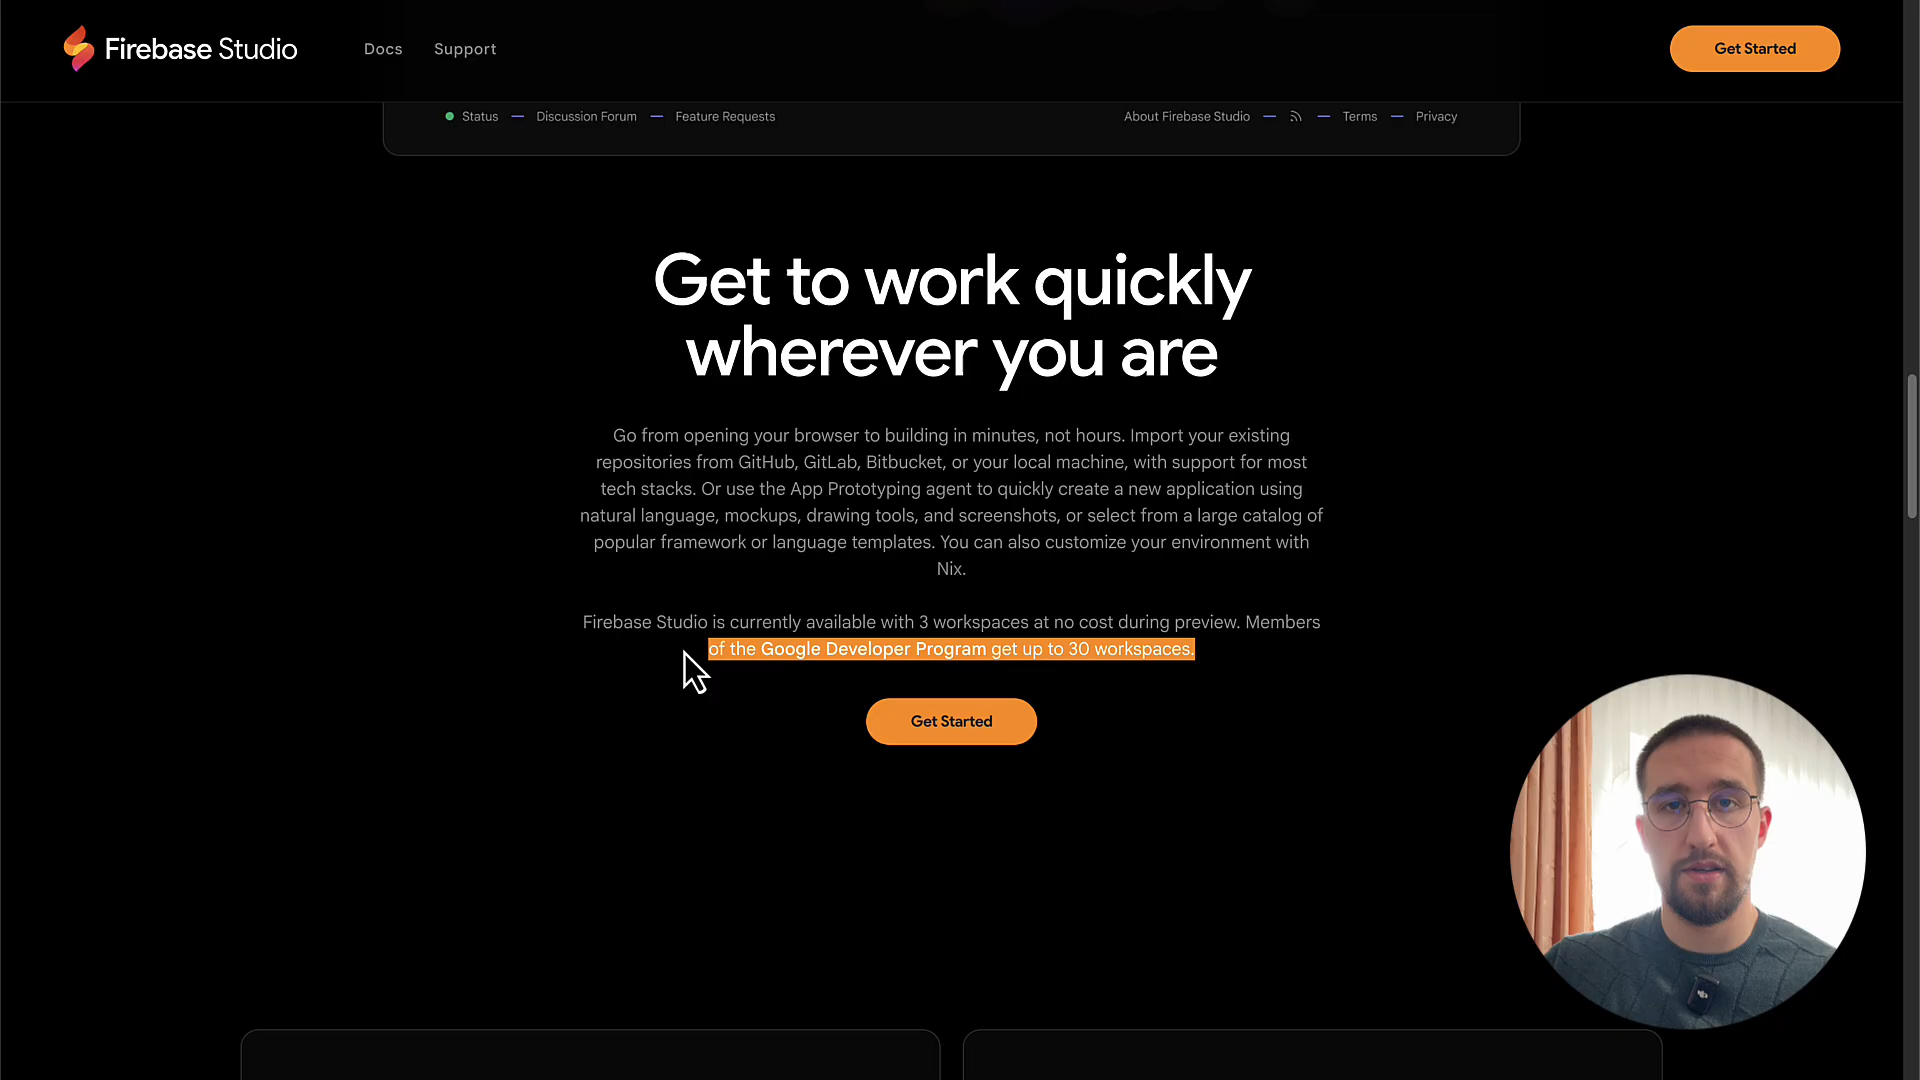 Firebase Studio
Docs
Support
Get Started
Status
Discussion Forum
Feature Requests
About Firebase Studio
Terms
Privacy
Get to work quickly
wherever you are
Go from opening your browser to building in minutes, not hours. Import your existing
repositories from GitHub, GitLab, Bitbucket, or your local machine, with support for most
tech stacks. Or use the App Prototyping agent to quickly create a new application using
natural language, mockups, drawing tools, and screenshots, or select from a large catalog of
popular framework or language templates. You can also customize your environment with
Nix.
Firebase Studio is currently available with 3 workspaces at no cost during preview. Members
of the Google Developer Program get up to 30 workspaces.
Get Started